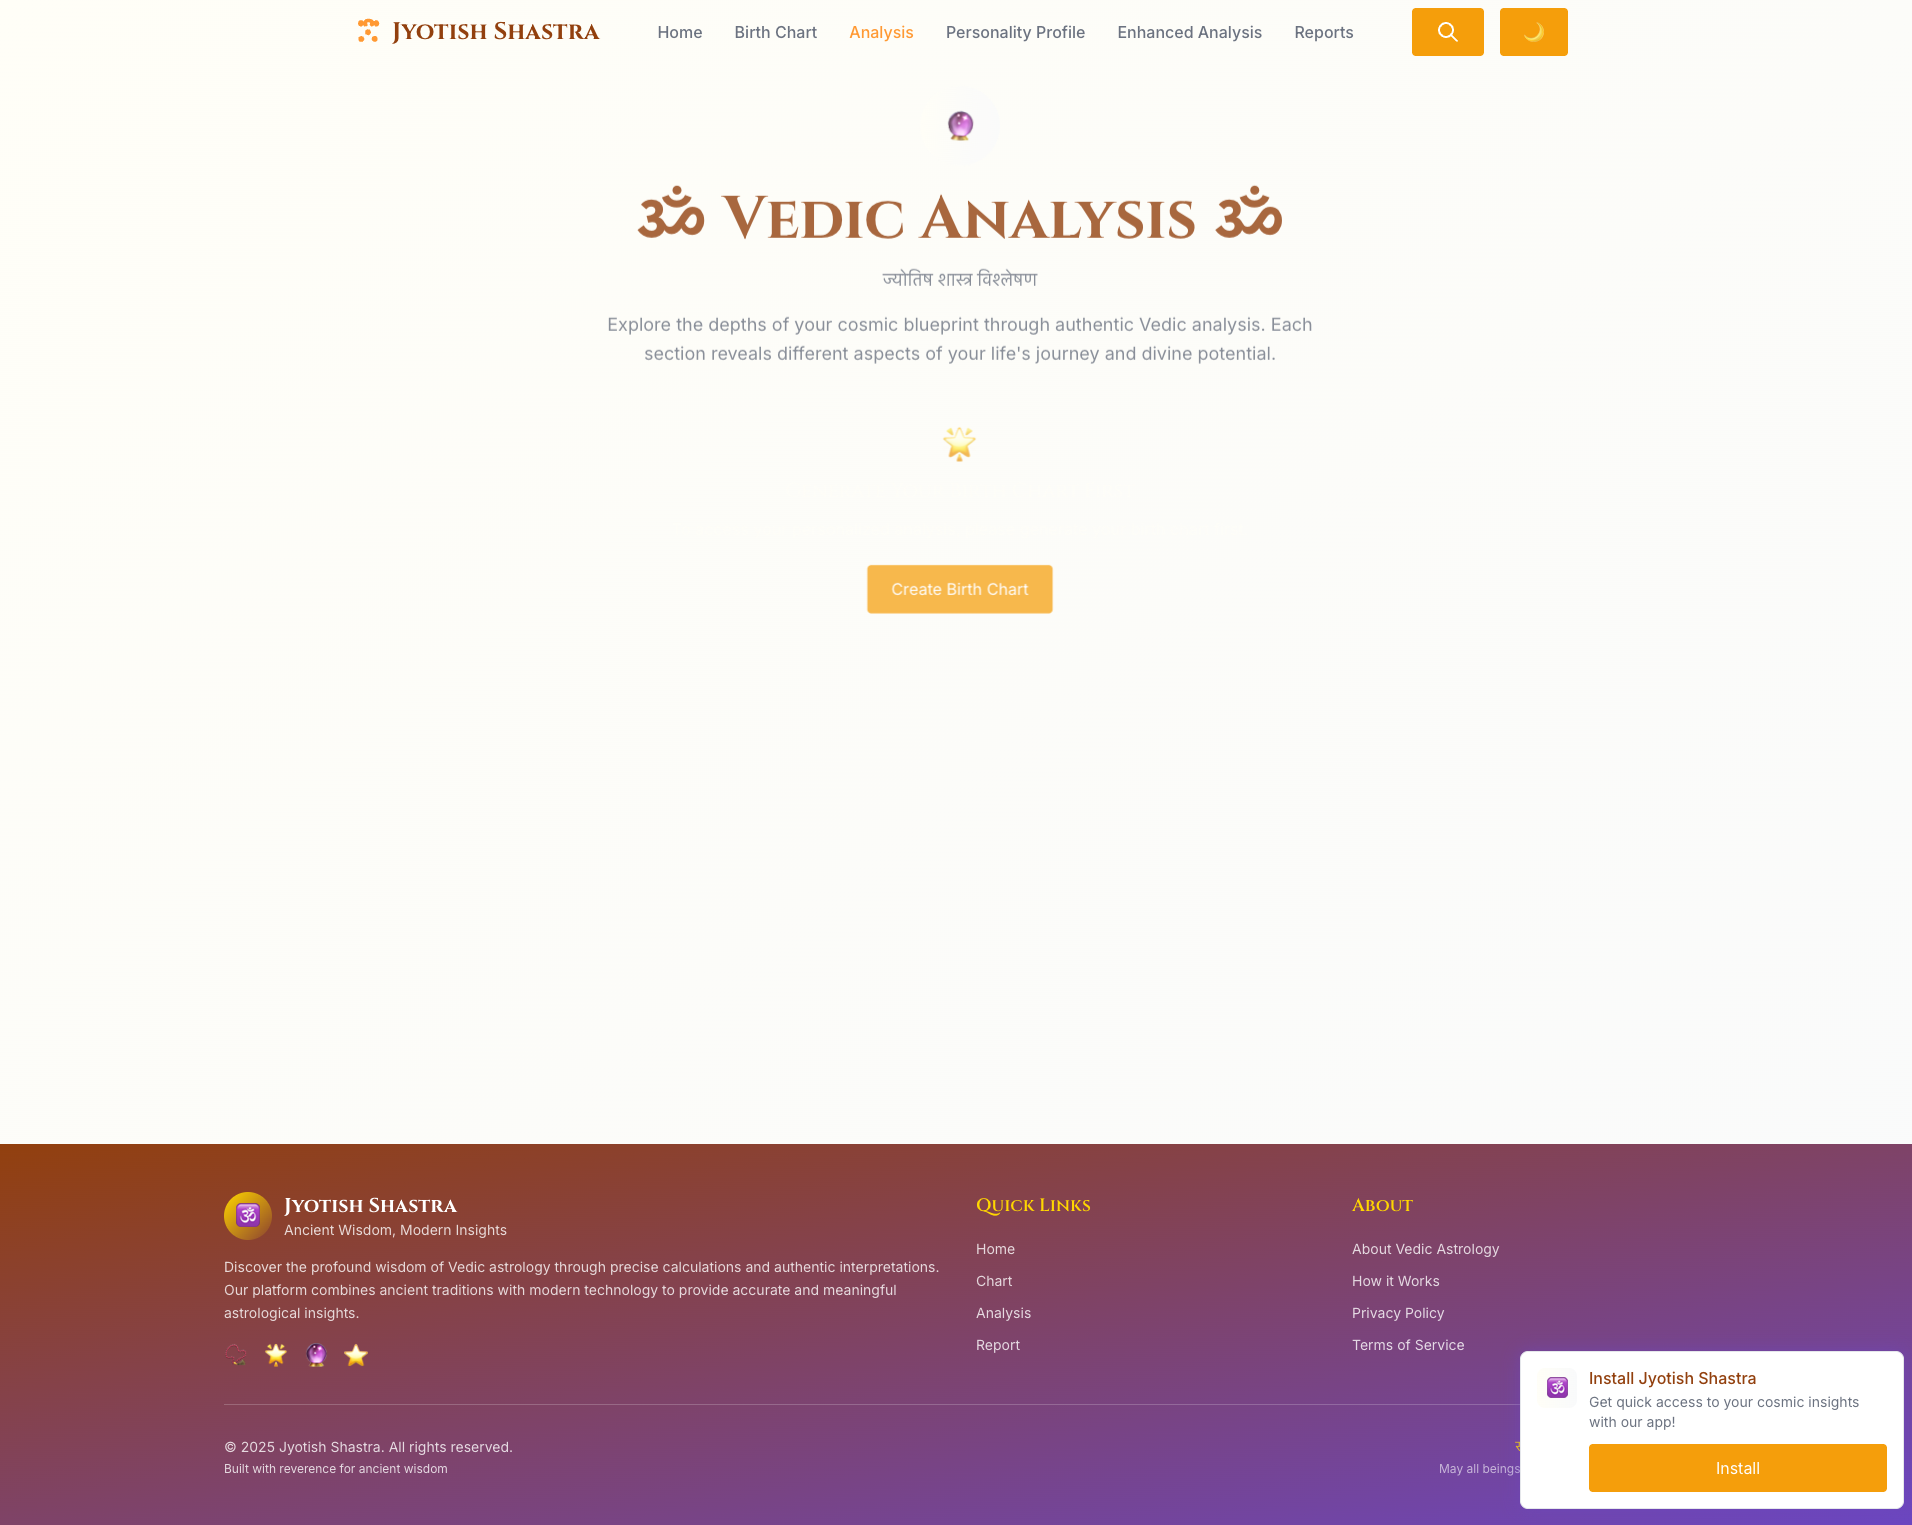 Jyotish Shastra
Home
Birth Chart
Analysis
Personality Profile
Enhanced Analysis
Reports
ॐ Vedic Analysis ॐ
ज्योतिष शास्त्र विश्लेषण
Explore the depths of your cosmic blueprint through authentic Vedic analysis. Each
section reveals different aspects of your life's journey and divine potential.
Create Birth Chart
Jyotish Shastra
Ancient Wisdom, Modern Insights
Discover the profound wisdom of Vedic astrology through precise calculations and authentic interpretations.
Our platform combines ancient traditions with modern technology to provide accurate and meaningful
astrological insights.
Quick Links
Home
Chart
Analysis
Report
About
About Vedic Astrology
How it Works
Privacy Policy
Terms of Service
© 2025 Jyotish Shastra. All rights reserved.
Built with reverence for ancient wisdom
May all beings
Install Jyotish Shastra
Get quick access to your cosmic insights
with our app!
Install